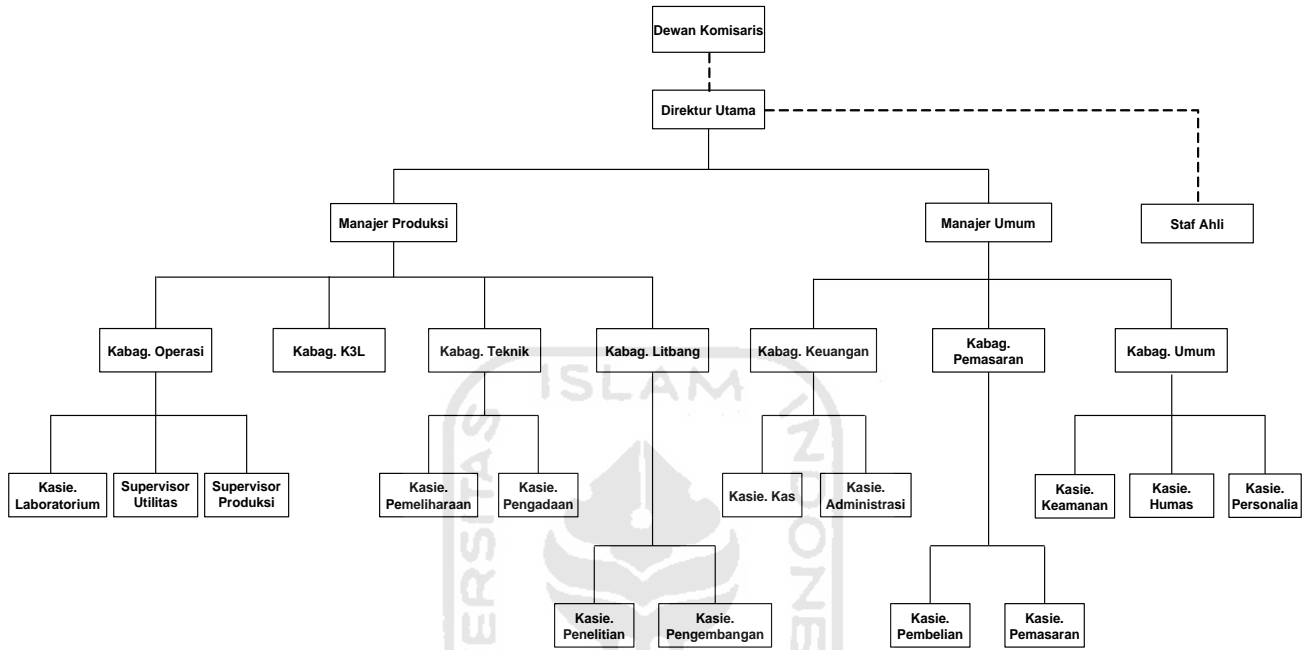 Dewan Komisaris
Direktur Utama
Manajer Produksi
Manajer Umum
Staf Ahli
Kabag. Operasi
Kabag. K3L
Kabag. Teknik
Kabag. Litbang
Kabag. Keuangan
Kabag.
Pemasaran
Kabag. Umum
Kasie.
Laboratorium
Supervisor
Utilitas
Supervisor
Produksi
Kasie.
Pemeliharaan
Kasie.
Pengadaan
Kasie. Kas
Kasie.
Administrasi
Kasie.
Keamanan
Kasie.
Humas
Kasie.
Personalia
Kasie.
Penelitian
Kasie.
Pengembangan
Kasie.
Pembelian
Kasie.
Pemasaran
ISLAM